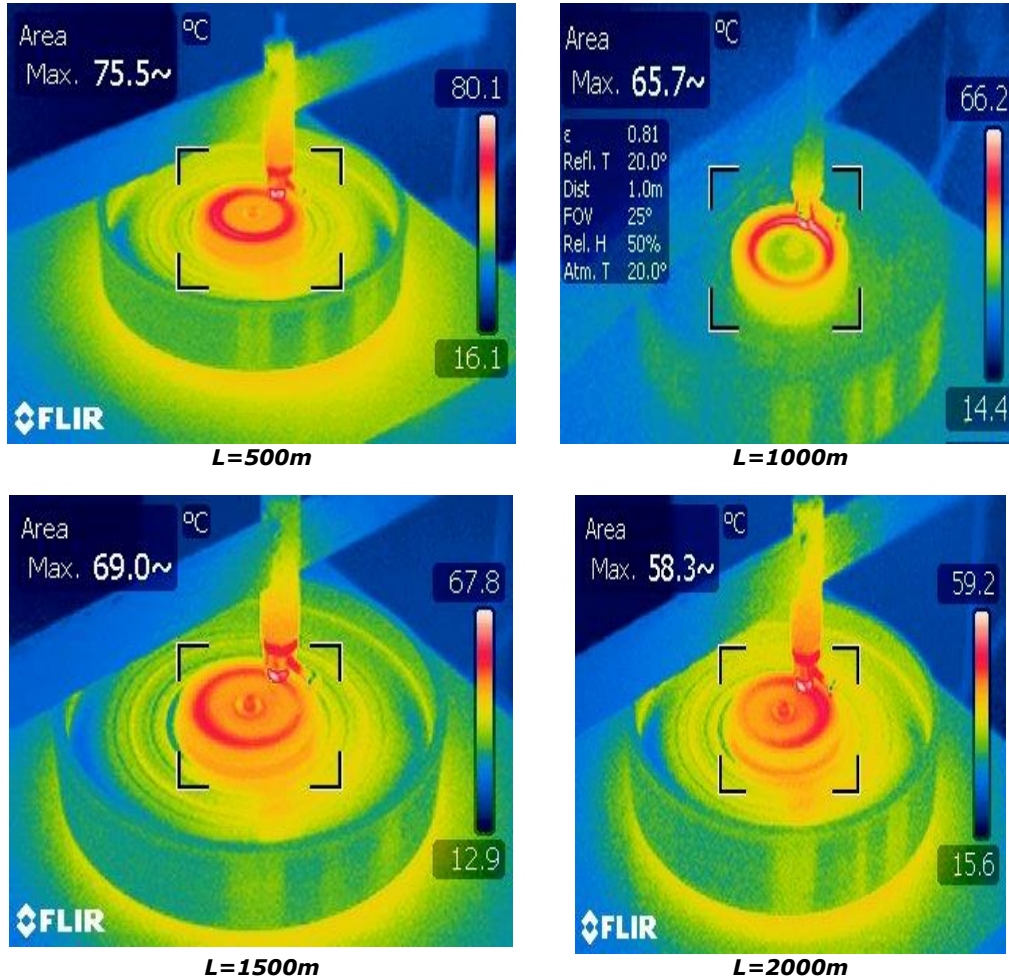 Area
°C
Max. 75.5~
80.1
16.1
FLIR
L=500m
Area
°C
Max. 65.7~
66.2
ε 0.81
Refl. T 20.0°
Dist 1.0m
FOV 25°
Rel. H 50%
Atm. T 20.0°
14.4
L=1000m
Area
°C
Max. 69.0~
67.8
12.9
FLIR
L=1500m
Area
°C
Max. 58.3~
59.2
15.6
FLIR
L=2000m